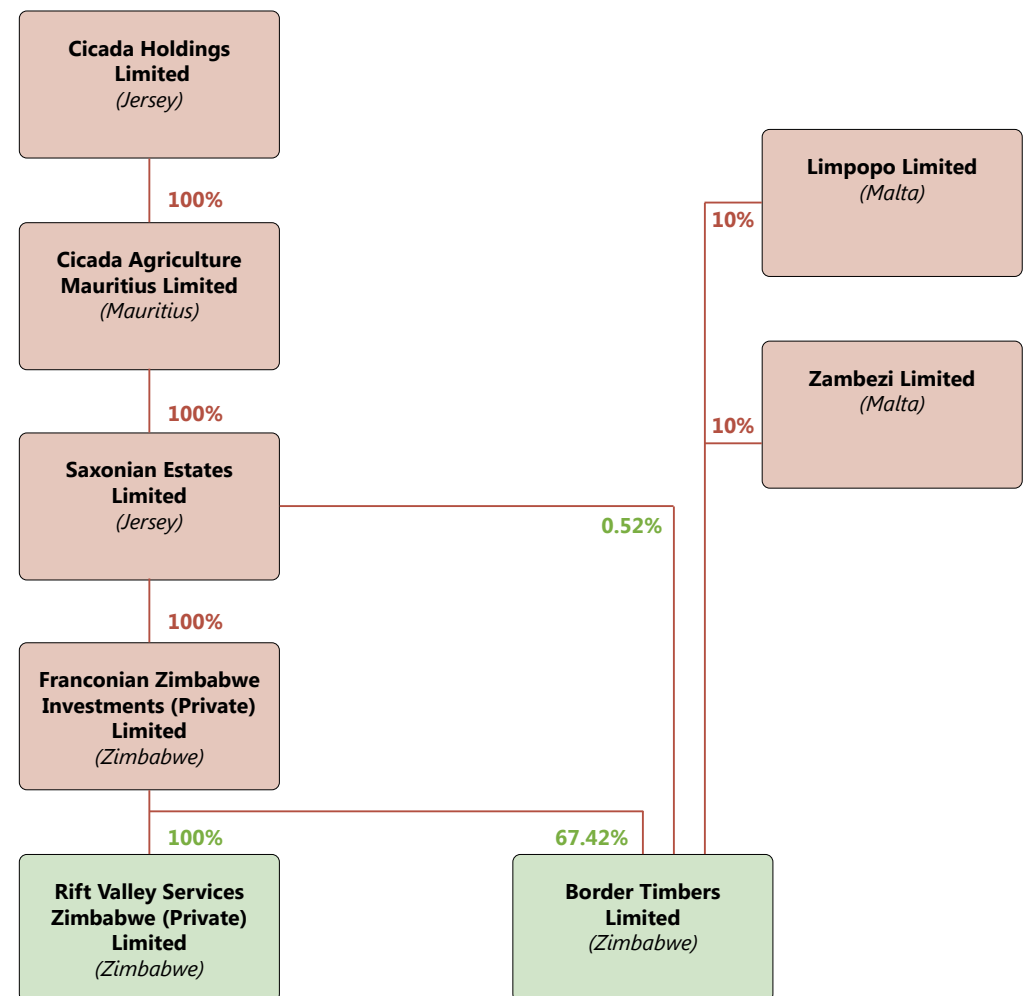 Cicada Holdings
Limited
(Jersey)
100%
Cicada Agriculture
Mauritius Limited
(Mauritius)
100%
Saxonian Estates
Limited
(Jersey)
0.52%
100%
Franconian Zimbabwe
Investments (Private)
Limited
(Zimbabwe)
100%
67.42%
Rift Valley Services
Zimbabwe (Private)
Limited
(Zimbabwe)
Border Timbers
Limited
(Zimbabwe)
Limpopo Limited
(Malta)
10%
Zambezi Limited
(Malta)
10%